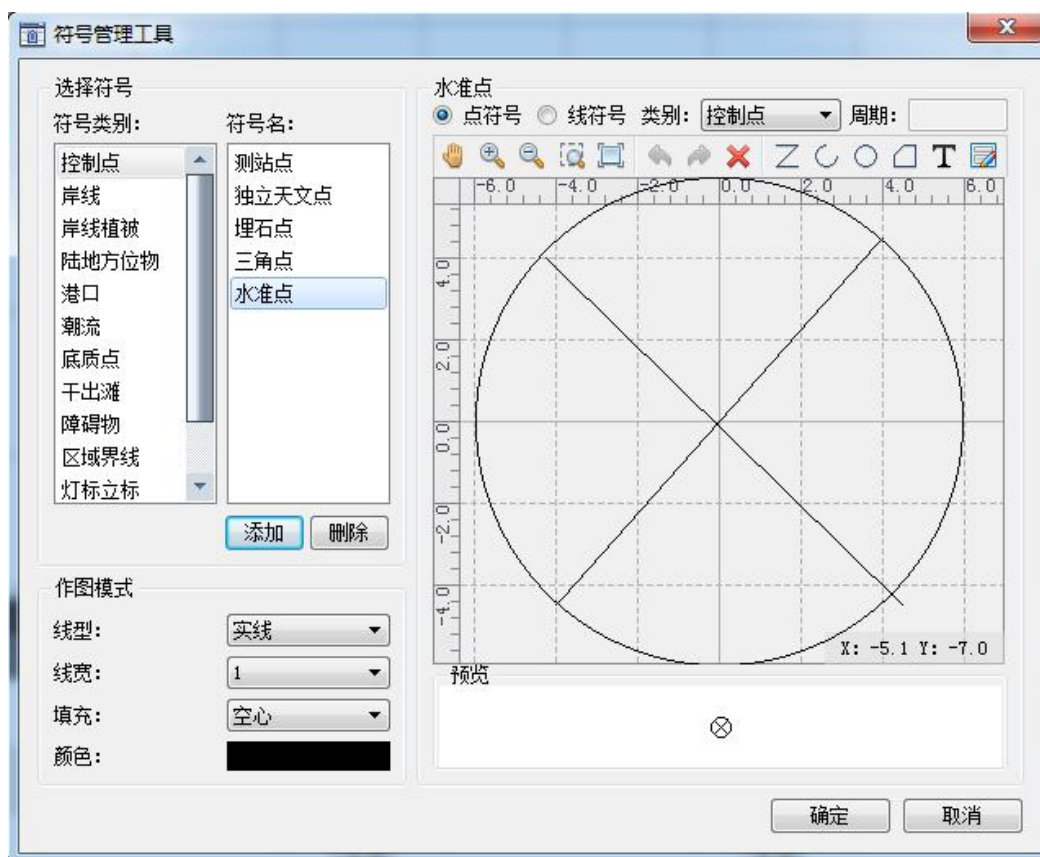 符号管理工具
选择符号
符号类别:
符号名:
控制点
岸线
岸线植被
陆地方位物
港口
潮流
底质点
干出滩
障碍物
区域界线
灯标立标
测站点
独立天文点
埋石点
三角点
水准点
添加
删除
作图模式
线型:
实线
线宽:
1
填充:
空心
颜色:
水准点
点符号 线符号 类别: 控制点 周期:
T
-6.0 -4.0 -2.0 0.0 2.0 4.0 6.0
4.0
2.0
0.0
-2.0
-4.0
X: -5.1 Y: -7.0
预览
确定
取消